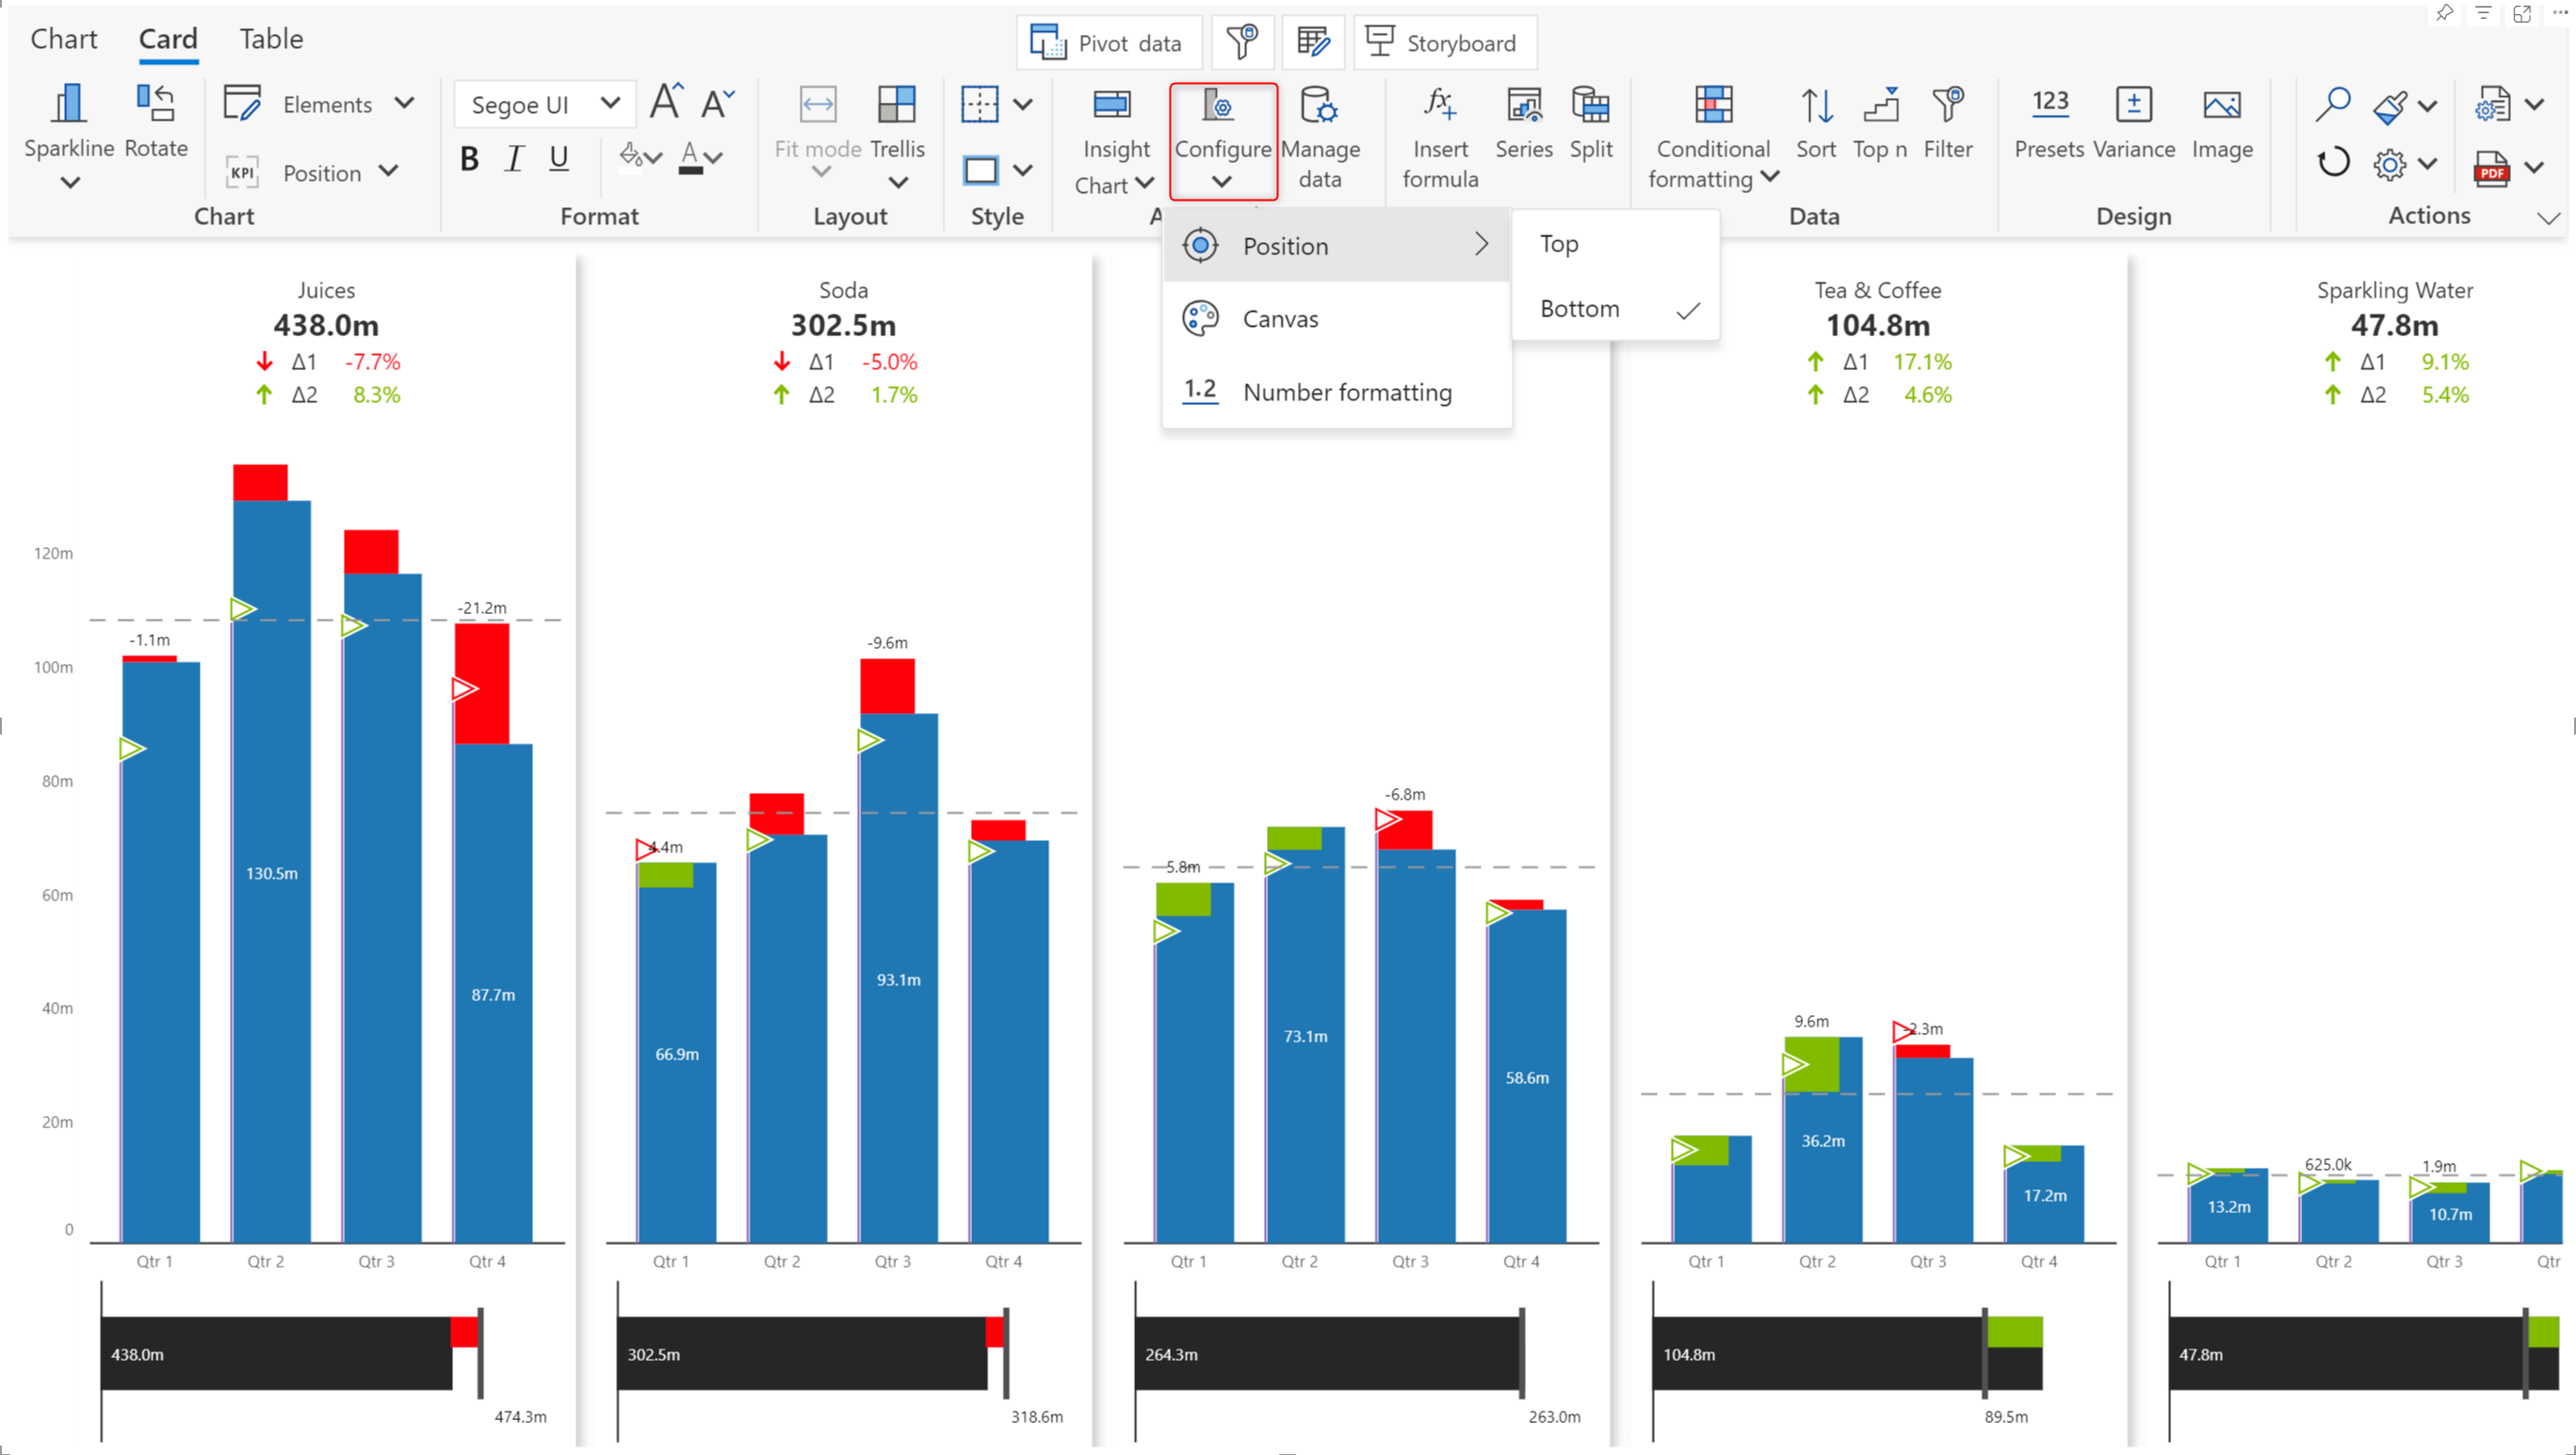 Chart Card Table
Pivot data Storyboard
Sparkline Rotate
Elements
KPI Position
Chart
Segoe UI A A
B I U A
Format
Fit mode Trellis
Layout
Style
Insight Chart
Configure
Manage data
Insert formula
fx
Series Split
Conditional formatting
Sort Top n Filter
Data
123
Presets Variance Image
Design
PDF
Actions
Position
Canvas
1.2 Number formatting
Top
Bottom
Juices
438.0m
Δ1 -7.7%
Δ2 8.3%
Soda
302.5m
Δ1 -5.0%
Δ2 1.7%
Tea & Coffee
104.8m
Δ1 17.1%
Δ2 4.6%
Sparkling Water
47.8m
Δ1 9.1%
Δ2 5.4%
120m
100m
80m
60m
40m
20m
0
-1.1m
-21.2m
130.5m
87.7m
Qtr 1 Qtr 2 Qtr 3 Qtr 4
438.0m
474.3m
-9.6m
66.9m
93.1m
Qtr 1 Qtr 2 Qtr 3 Qtr 4
302.5m
318.6m
5.8m
-6.8m
73.1m
58.6m
Qtr 1 Qtr 2 Qtr 3 Qtr 4
264.3m
263.0m
9.6m
36.2m
17.2m
Qtr 1 Qtr 2 Qtr 3 Qtr 4
104.8m
89.5m
625.0k
1.9m
13.2m
10.7m
Qtr 1 Qtr 2 Qtr 3 Qtr
47.8m